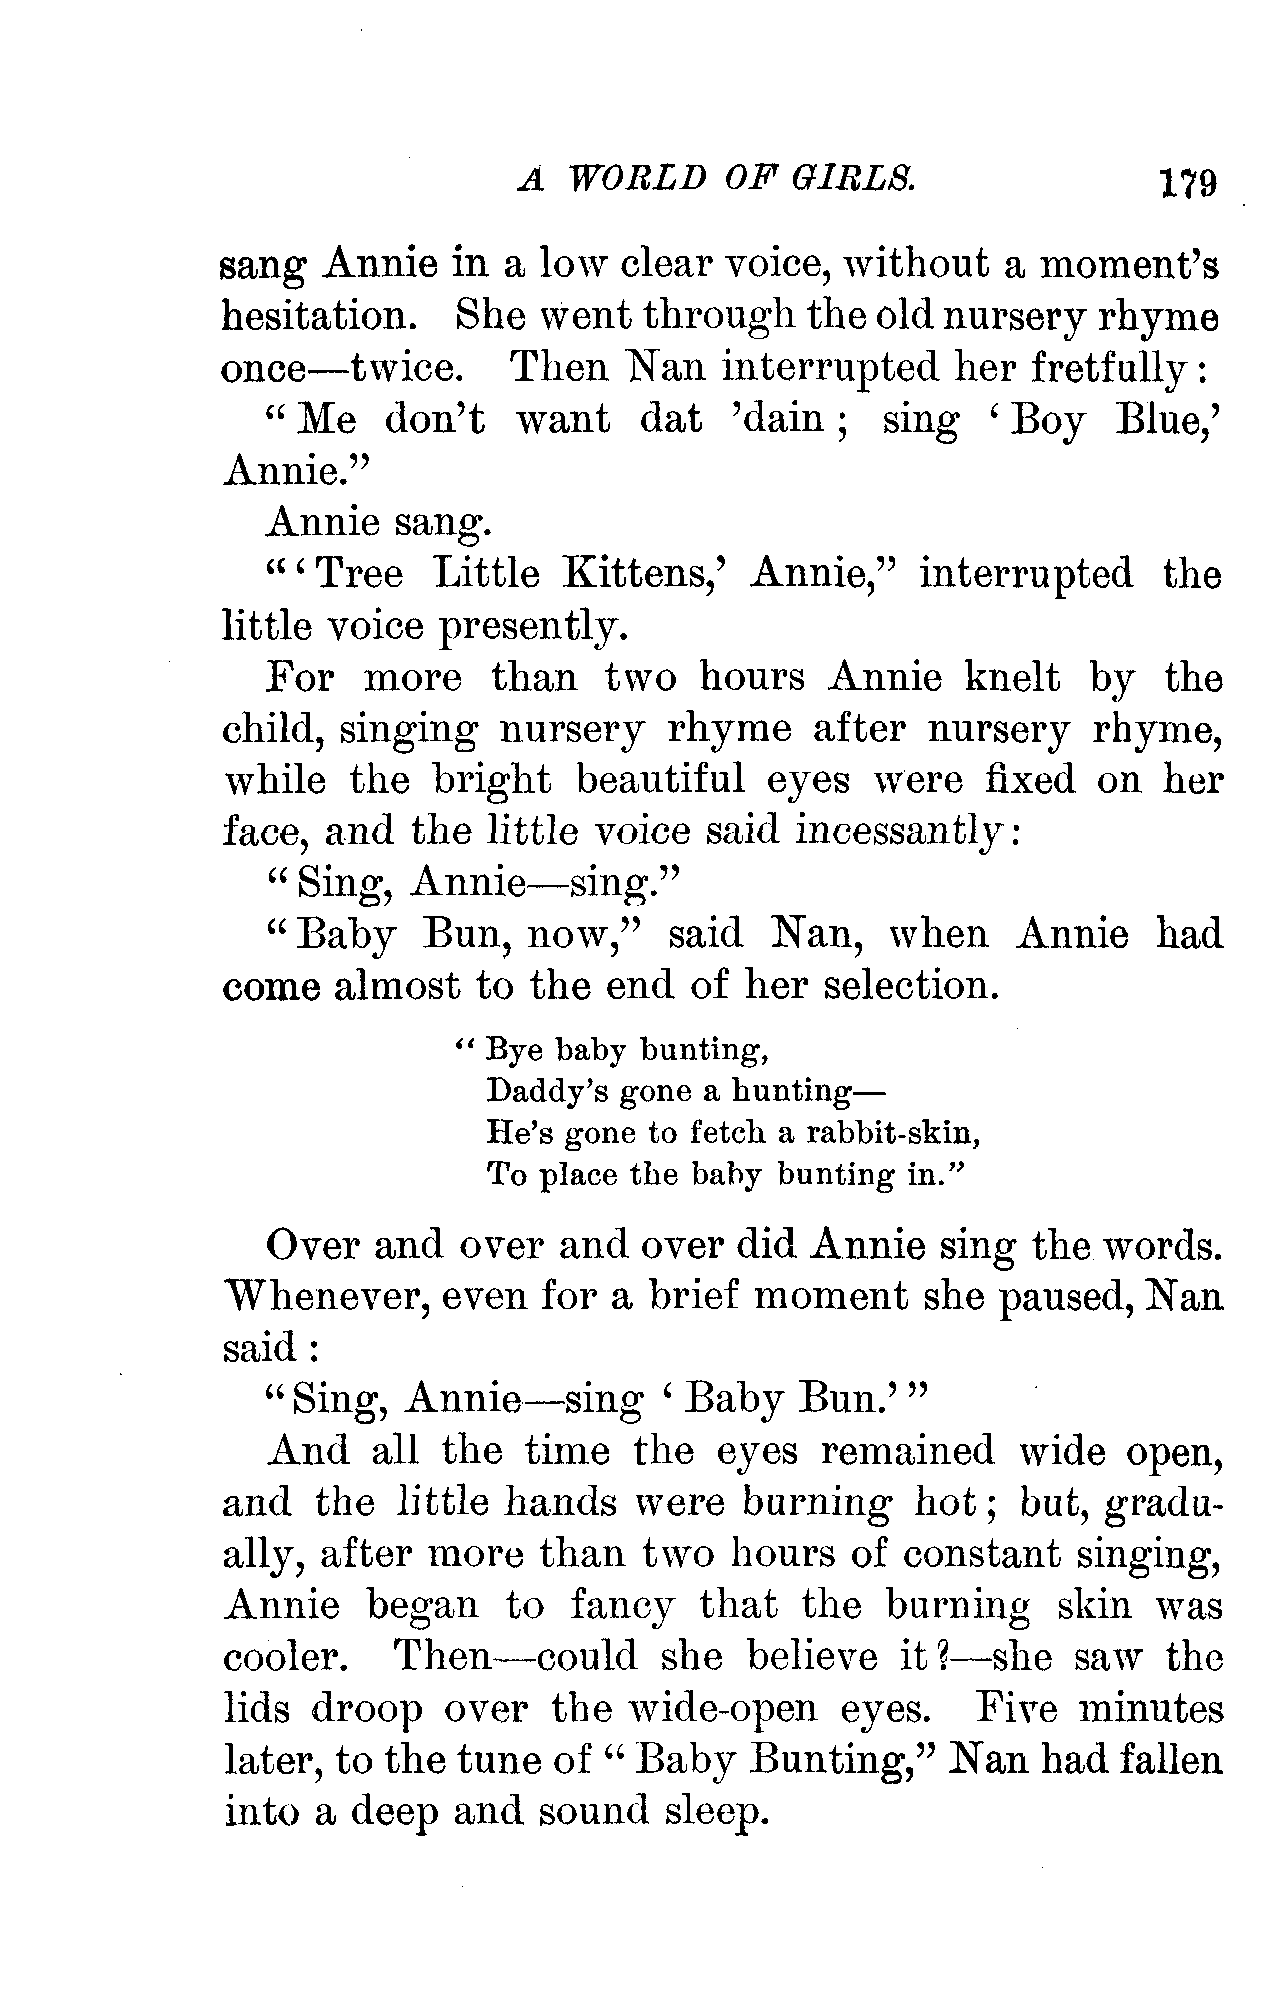 A WORLD OF GIRLS. 179
sang Annie in a low clear voice, without a moment's
hesitation. She went through the old nursery rhyme
once—twice. Then Nan interrupted her fretfully:
"Me don't want dat 'dain; sing 'Boy Blue,'
Annie."
Annie sang.
"'Tree Little Kittens,' Annie," interrupted the
little voice presently.
For more than two hours Annie knelt by the
child, singing nursery rhyme after nursery rhyme,
while the bright beautiful eyes were fixed on her
face, and the little voice said incessantly:
"Sing, Annie—sing."
"Baby Bun, now," said Nan, when Annie had
come almost to the end of her selection.
"Bye baby bunting,
Daddy's gone a hunting—
He's gone to fetch a rabbit-skin,
To place the baby bunting in."
Over and over and over did Annie sing the words.
Whenever, even for a brief moment she paused, Nan
said:
"Sing, Annie—sing 'Baby Bun.'"
And all the time the eyes remained wide open,
and the little hands were burning hot; but, gradu-
ally, after more than two hours of constant singing,
Annie began to fancy that the burning skin was
cooler. Then—could she believe it?—she saw the
lids droop over the wide-open eyes. Five minutes
later, to the tune of "Baby Bunting," Nan had fallen
into a deep and sound sleep.